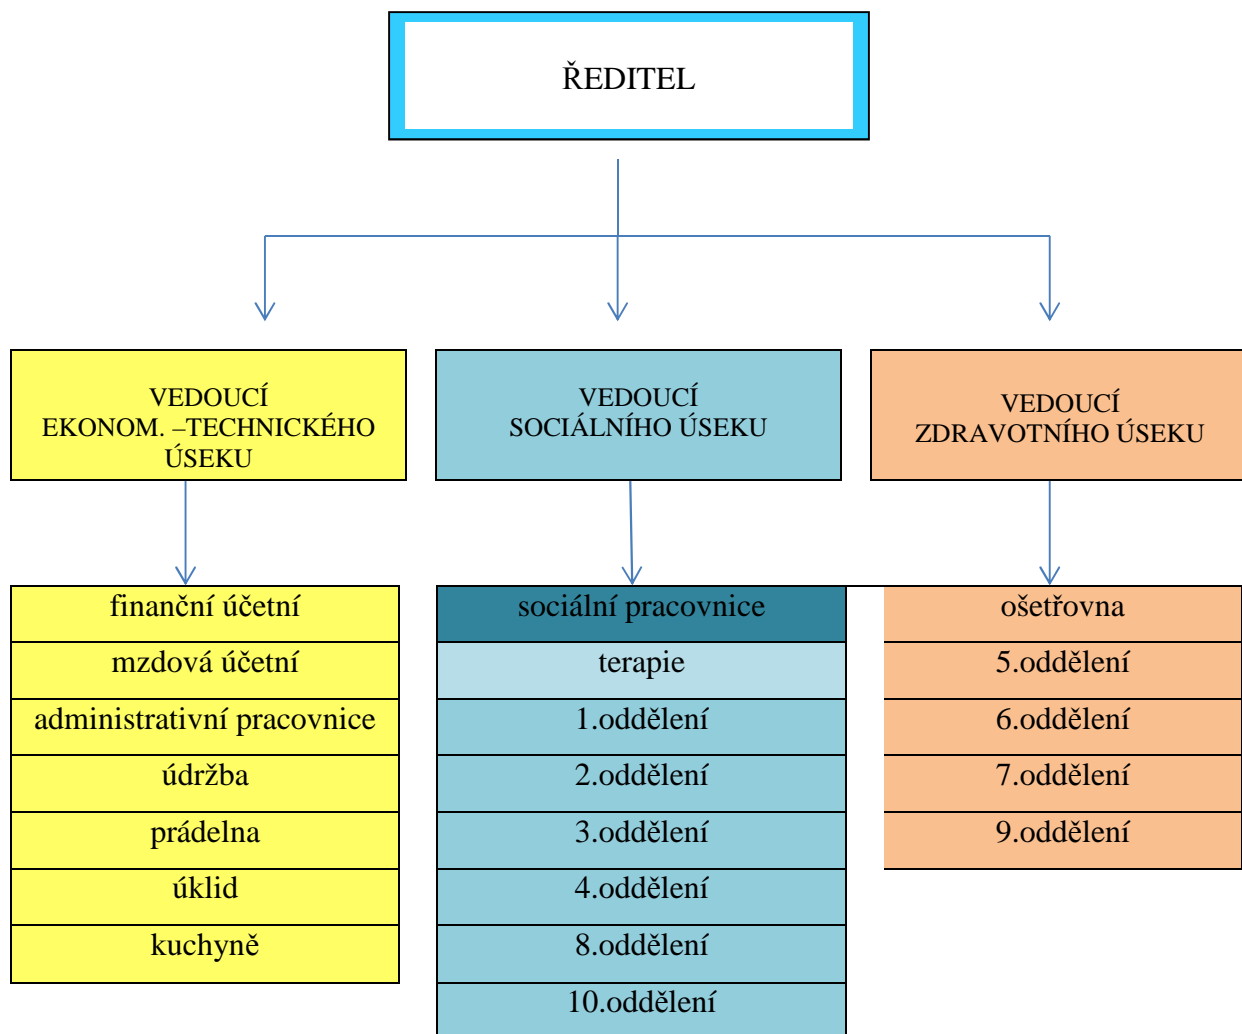 ŘEDITEL
VEDOUCÍ
EKONOM. –TECHNICKÉHO
ÚSEKU
VEDOUCÍ
SOCIÁLNÍHO ÚSEKU
VEDOUCÍ
ZDRAVOTNÍHO ÚSEKU
finanční účetní
mzdová účetní
administrativní pracovnice
údržba
prádelna
úklid
kuchyně
sociální pracovnice
terapie
1.oddělení
2.oddělení
3.oddělení
4.oddělení
8.oddělení
10.oddělení
ošetřovna
5.oddělení
6.oddělení
7.oddělení
9.oddělení